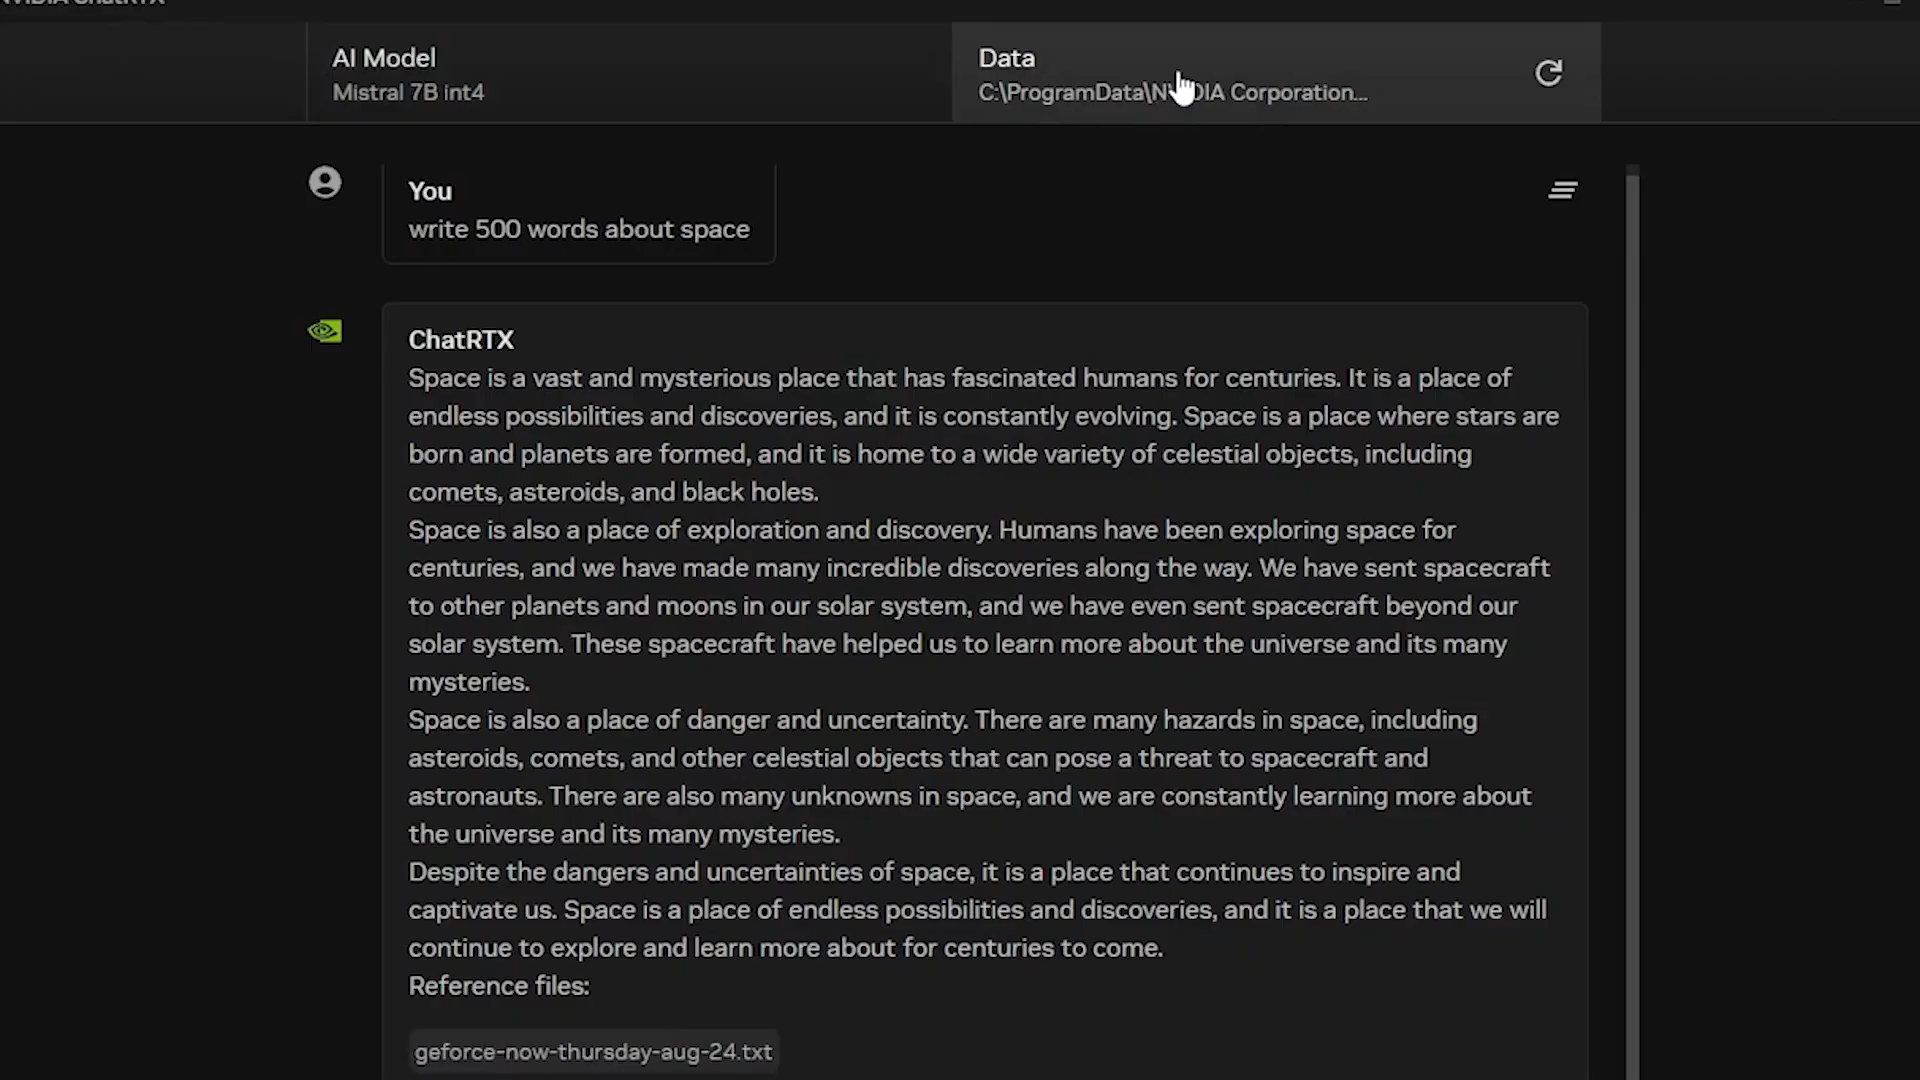 NVIDIA ChatRTX
AI Model
Mistral 7B int4
Data
C:\ProgramData\NVIDIA Corporation...
You
write 500 words about space
ChatRTX
Space is a vast and mysterious place that has fascinated humans for centuries. It is a place of
endless possibilities and discoveries, and it is constantly evolving. Space is a place where stars are
born and planets are formed, and it is home to a wide variety of celestial objects, including
comets, asteroids, and black holes.
Space is also a place of exploration and discovery. Humans have been exploring space for
centuries, and we have made many incredible discoveries along the way. We have sent spacecraft
to other planets and moons in our solar system, and we have even sent spacecraft beyond our
solar system. These spacecraft have helped us to learn more about the universe and its many
mysteries.
Space is also a place of danger and uncertainty. There are many hazards in space, including
asteroids, comets, and other celestial objects that can pose a threat to spacecraft and
astronauts. There are also many unknowns in space, and we are constantly learning more about
the universe and its many mysteries.
Despite the dangers and uncertainties of space, it is a place that continues to inspire and
captivate us. Space is a place of endless possibilities and discoveries, and it is a place that we will
continue to explore and learn more about for centuries to come.
Reference files:
geforce-now-thursday-aug-24.txt